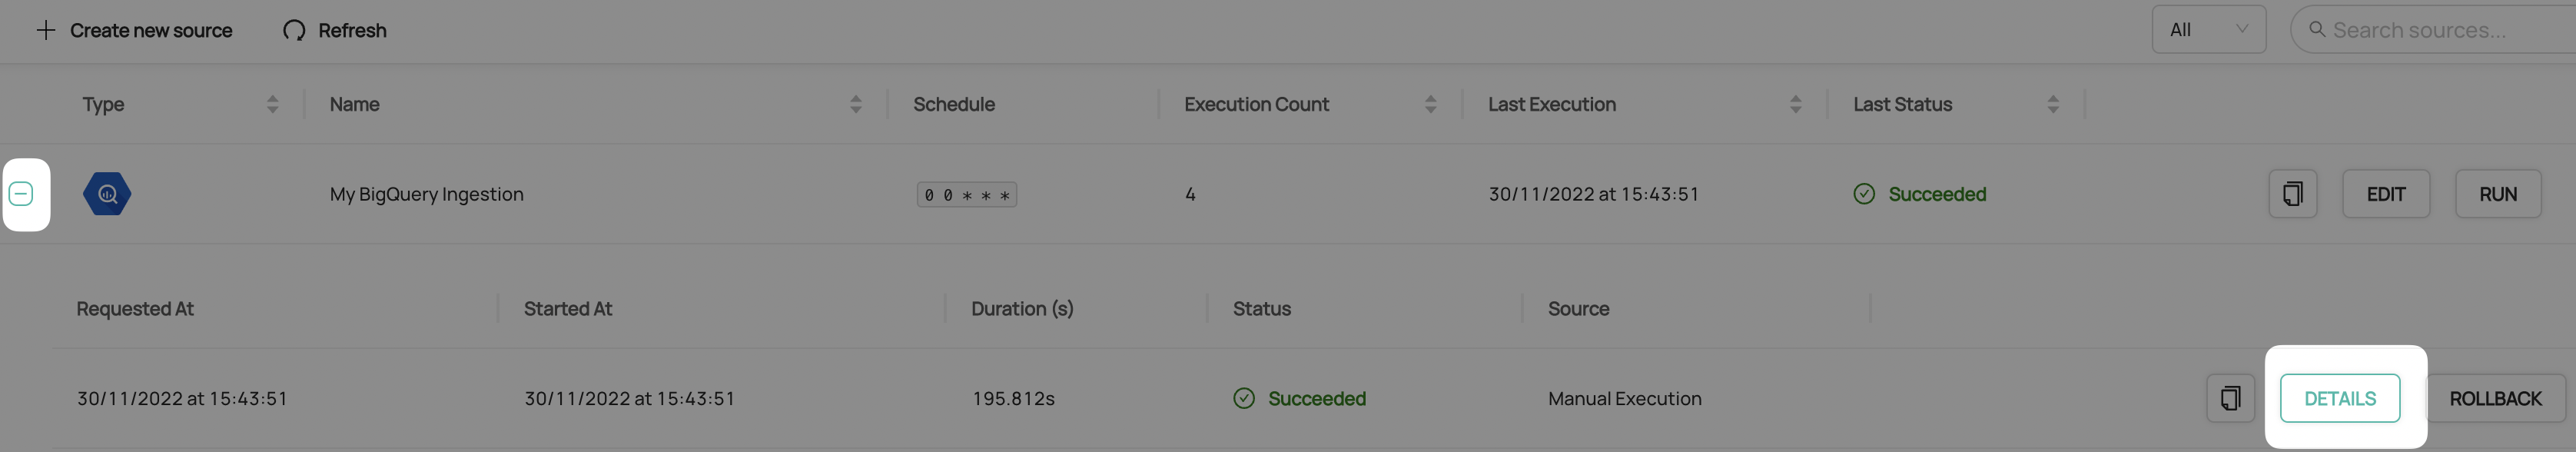 Create new source Refresh All Search sources...
Type Name Schedule Execution Count Last Execution Last Status
My BigQuery Ingestion 0 0 * * * 4 30/11/2022 at 15:43:51 Succeeded EDIT RUN
Requested At Started At Duration (s) Status Source
30/11/2022 at 15:43:51 30/11/2022 at 15:43:51 195.812s Succeeded Manual Execution DETAILS ROLLBACK